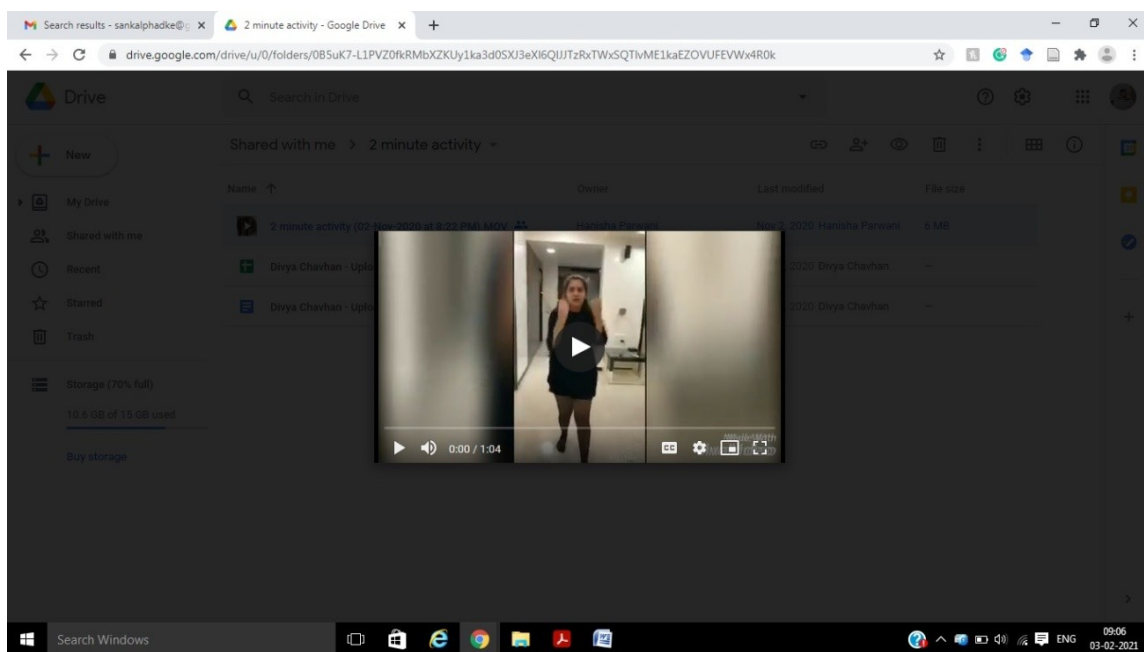 Search results - sankalphadke@g
2 minute activity - Google Drive
drive.google.com/drive/u/0/folders/0B5uK7-L1PVZ0fkRMbXZKUy1ka3d0SXJ3eXl6QlJJTzRxTWxSQTlvME1kaEZOVUFEVWx4R0k
Drive
Search in Drive
New
Shared with me > 2 minute activity
Name
Owner
Last modified
File size
My Drive
2 minute activity (02-Nov-2020 at 8:22 PM).MOV
Hanisha Parwani
Nov 2, 2020 Hanisha Parwani
6 MB
Shared with me
Divya Chavhan - Uplo
2020 Divya Chavhan
–
Recent
Divya Chavhan - Uplo
2020 Divya Chavhan
–
Starred
Trash
Storage (70% full)
10.6 GB of 15 GB used
Buy storage
0:00 / 1:04
CC
Search Windows
ENG
09:06
03-02-2021